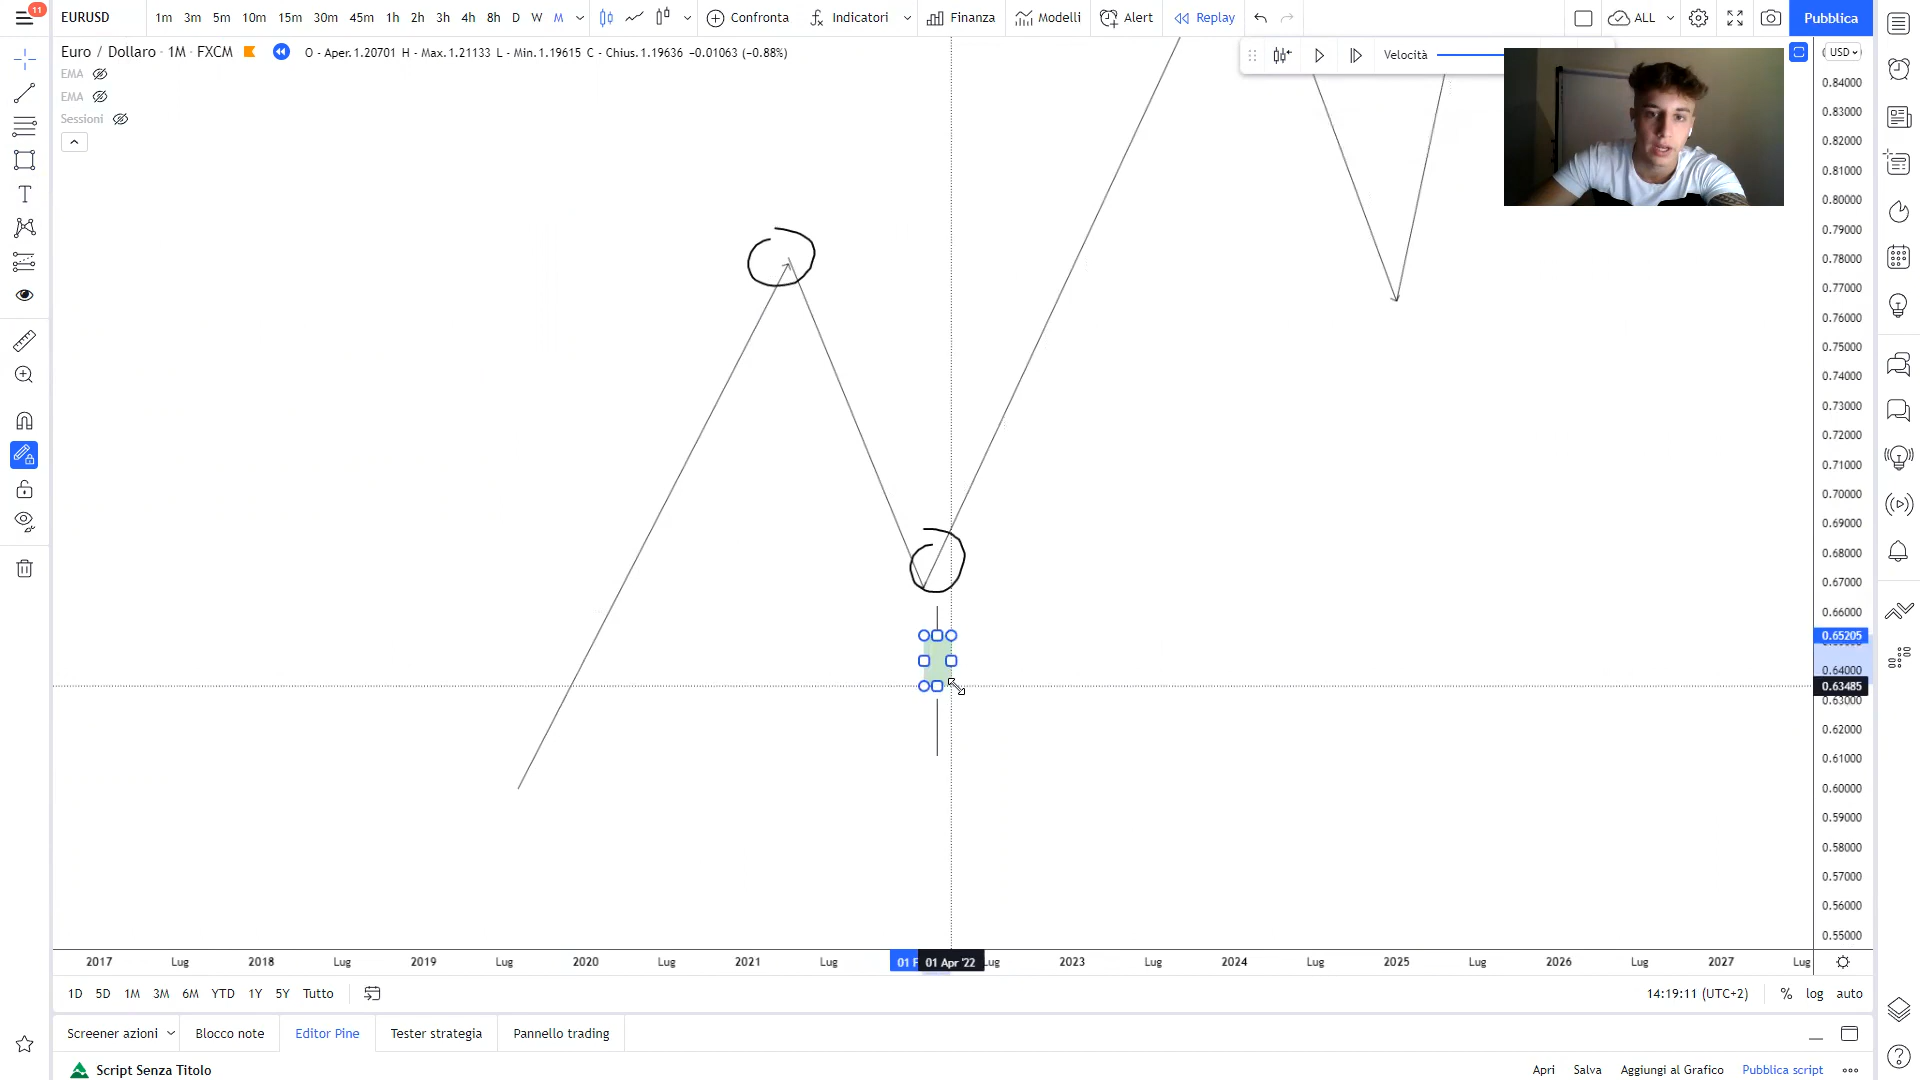 11
EURUSD
1m 3m 5m 10m 15m 30m 45m 1h 2h 3h 4h 8h D W M
Confronta
Indicatori
Finanza
Modelli
Alert
Replay
ALL
Pubblica
Euro / Dollaro · 1M · FXCM
O - Aper.1.20701 H - Max.1.21133 L - Min.1.19615 C - Chius.1.19636 −0.01063 (−0.88%)
EMA
EMA
Sessioni
Velocità
USD
0.84000
0.83000
0.82000
0.81000
0.80000
0.79000
0.78000
0.77000
0.76000
0.75000
0.74000
0.73000
0.72000
0.71000
0.70000
0.69000
0.68000
0.67000
0.66000
0.65205
0.64000
0.63485
0.63000
0.62000
0.61000
0.60000
0.59000
0.58000
0.57000
0.56000
0.55000
2017 Lug 2018 Lug 2019 Lug 2020 Lug 2021 Lug 01 F 01 Apr '22 Lug 2023 Lug 2024 Lug 2025 Lug 2026 Lug 2027 Lug
1D 5D 1M 3M 6M YTD 1Y 5Y Tutto
14:19:11 (UTC+2) % log auto
Screener azioni
Blocco note
Editor Pine
Tester strategia
Pannello trading
Script Senza Titolo
Apri
Salva
Aggiungi al Grafico
Pubblica script